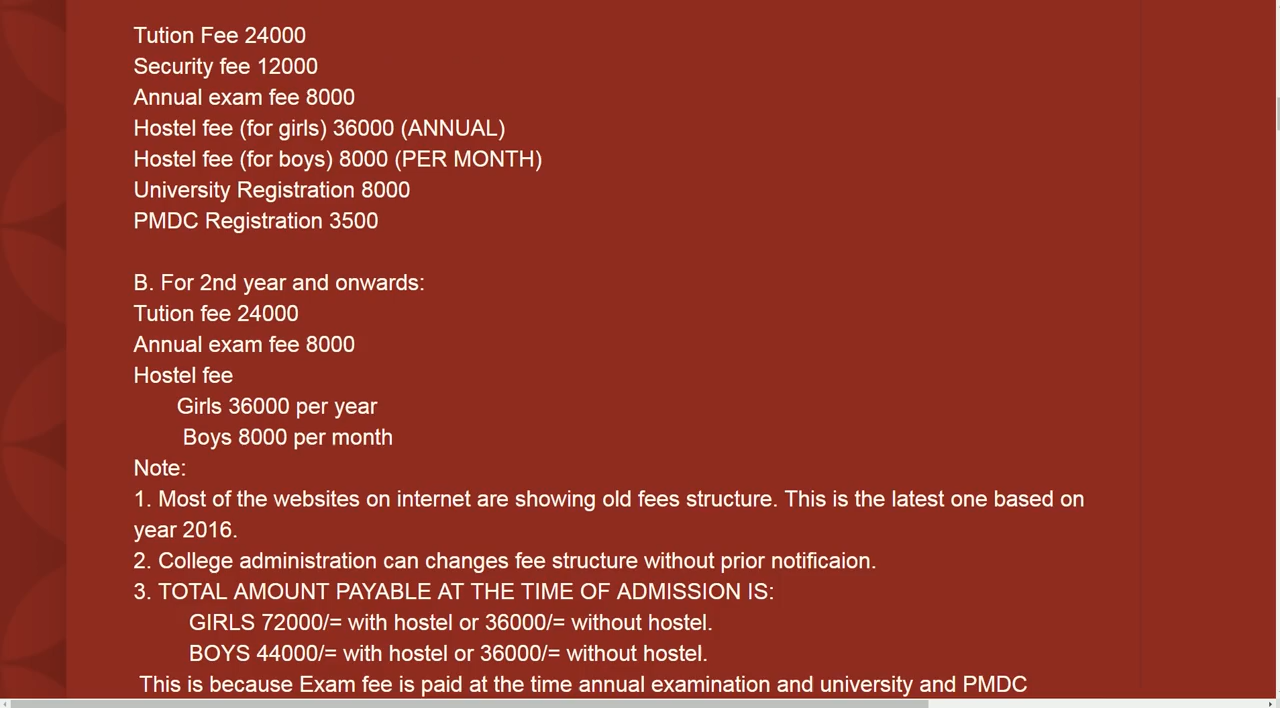 Tution Fee 24000
Security fee 12000
Annual exam fee 8000
Hostel fee (for girls) 36000 (ANNUAL)
Hostel fee (for boys) 8000 (PER MONTH)
University Registration 8000
PMDC Registration 3500
B. For 2nd year and onwards:
Tution fee 24000
Annual exam fee 8000
Hostel fee
Girls 36000 per year
Boys 8000 per month
Note:
1. Most of the websites on internet are showing old fees structure. This is the latest one based on
year 2016.
2. College administration can changes fee structure without prior notificaion.
3. TOTAL AMOUNT PAYABLE AT THE TIME OF ADMISSION IS:
GIRLS 72000/= with hostel or 36000/= without hostel.
BOYS 44000/= with hostel or 36000/= without hostel.
This is because Exam fee is paid at the time annual examination and university and PMDC